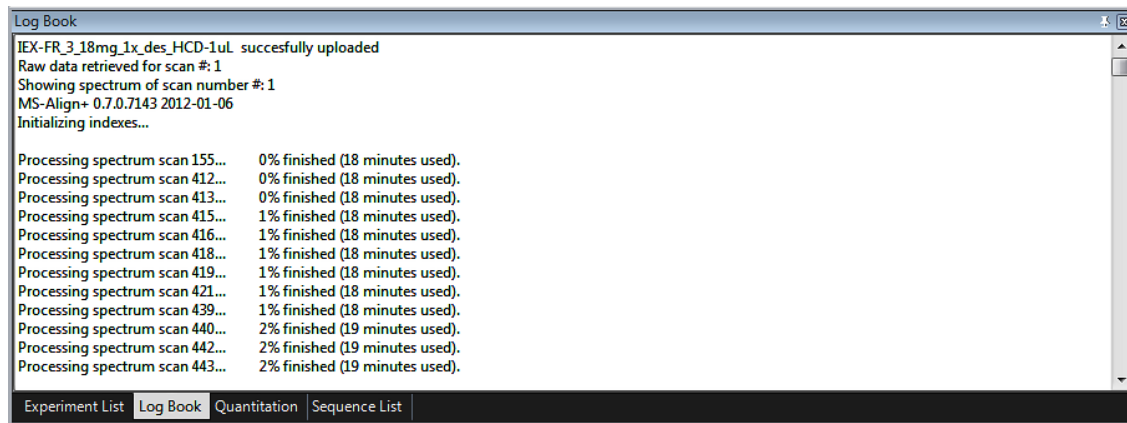 Log Book
IEX-FR_3_18mg_1x_des_HCD-1uL succesfully uploaded
Raw data retrieved for scan #: 1
Showing spectrum of scan number #: 1
MS-Align+ 0.7.0.7143 2012-01-06
Initializing indexes...
Processing spectrum scan 155... 0% finished (18 minutes used).
Processing spectrum scan 412... 0% finished (18 minutes used).
Processing spectrum scan 413... 0% finished (18 minutes used).
Processing spectrum scan 415... 1% finished (18 minutes used).
Processing spectrum scan 416... 1% finished (18 minutes used).
Processing spectrum scan 418... 1% finished (18 minutes used).
Processing spectrum scan 419... 1% finished (18 minutes used).
Processing spectrum scan 421... 1% finished (18 minutes used).
Processing spectrum scan 439... 1% finished (18 minutes used).
Processing spectrum scan 440... 2% finished (19 minutes used).
Processing spectrum scan 442... 2% finished (19 minutes used).
Processing spectrum scan 443... 2% finished (19 minutes used).
Experiment List Log Book Quantitation Sequence List